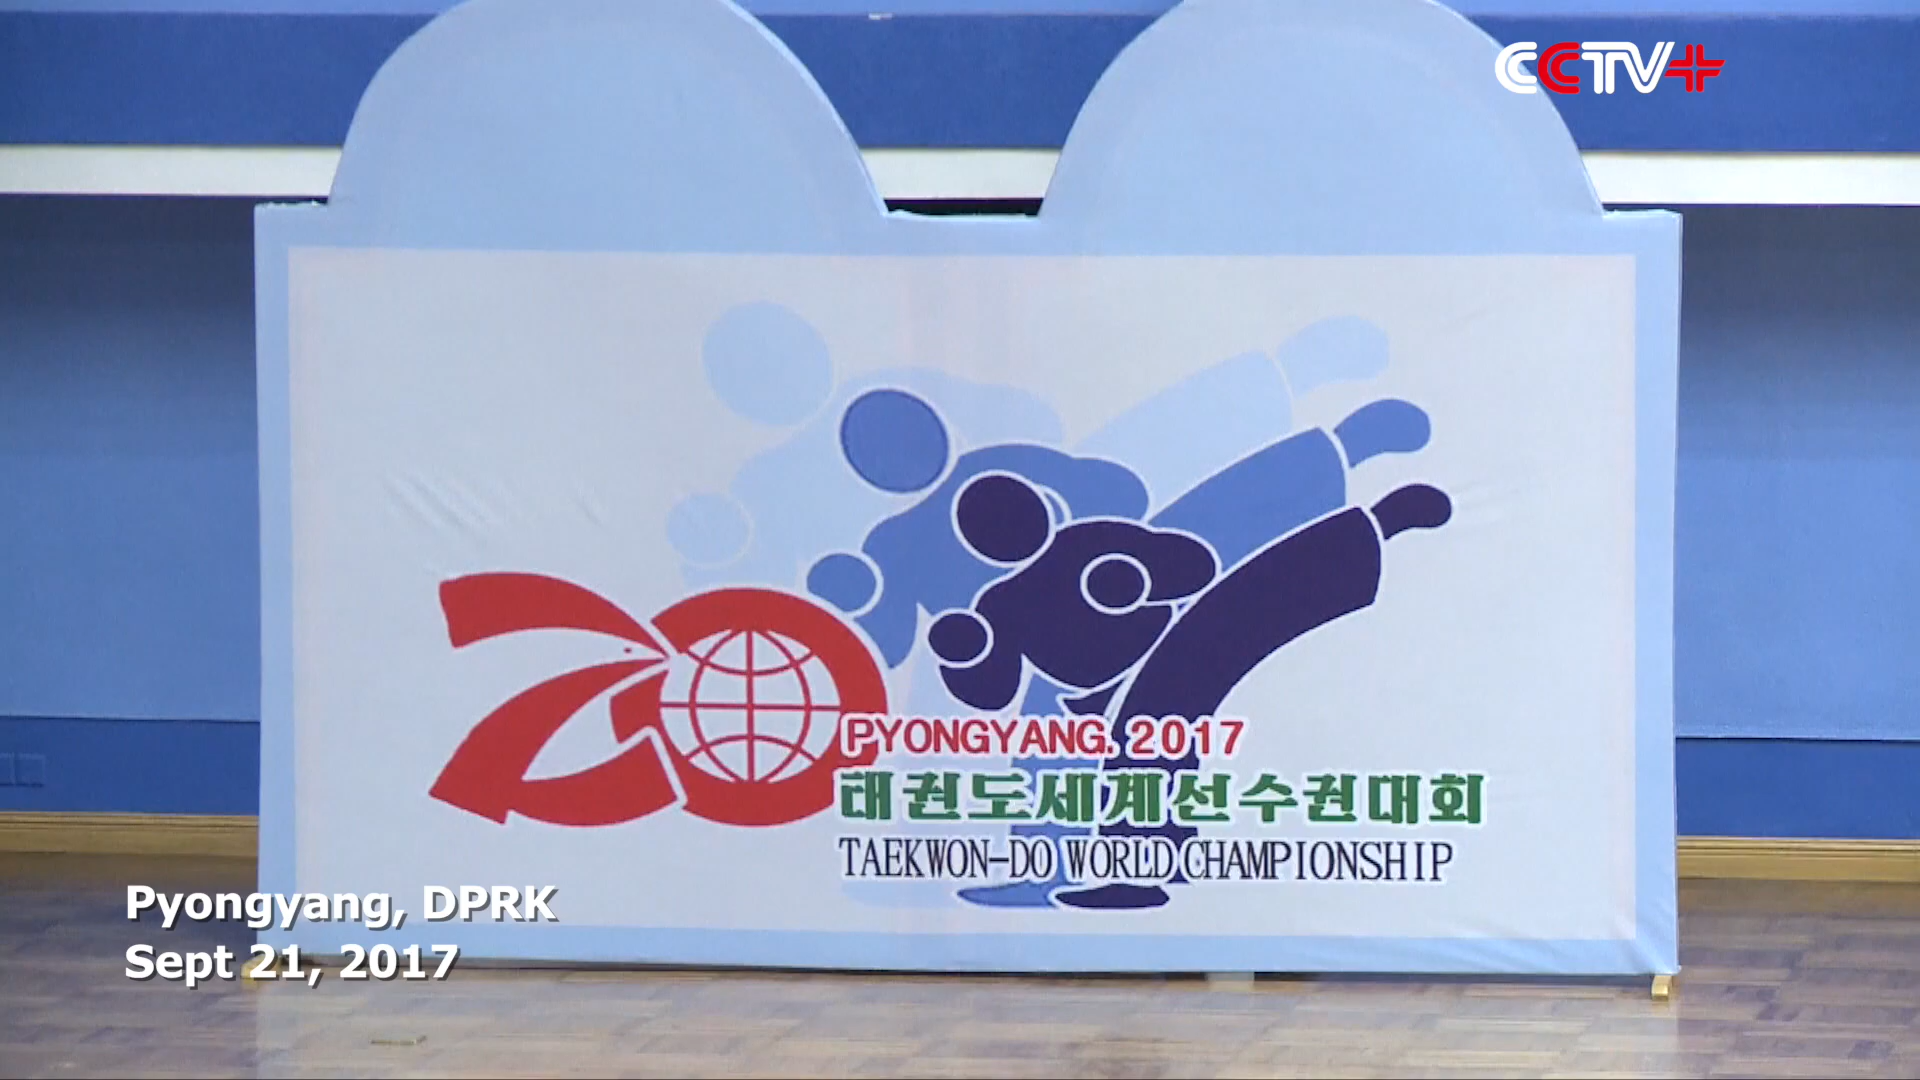 CCTV+
20
PYONGYANG. 2017
태권도세계선수권대회
TAEKWON-DO WORLD CHAMPIONSHIP
Pyongyang, DPRK
Sept 21, 2017